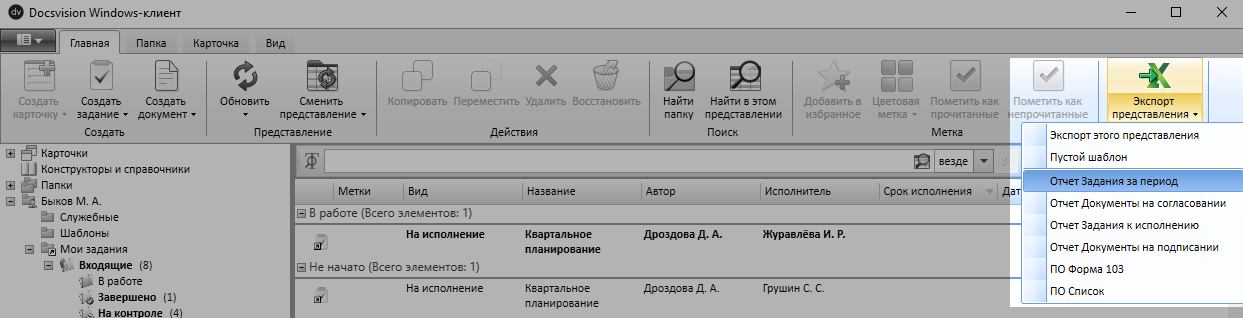 dv Docsvision Windows-клиент
Главная Папка Карточка Вид
Создать карточку Создать задание Создать документ Обновить Сменить представление Копировать Переместить Удалить Восстановить Найти папку Найти в этом представлении Добавить в избранное Цветовая метка Пометить как прочитанные Пометить как непрочитанные Экспорт представления
Создать Представление Действия Поиск Метка
Экспорт этого представления
Пустой шаблон
Отчет Задания за период
Отчет Документы на согласовании
Отчет Задания к исполнению
Отчет Документы на подписании
ПО Форма 103
ПО Список
Карточки
Конструкторы и справочники
Папки
Быков М. А.
Служебные
Шаблоны
Мои задания
Входящие (8)
В работе
Завершено (1)
На контроле (4)
везде
Метки Вид Название Автор Исполнитель Срок исполнения Дат
В работе (Всего элементов: 1)
На исполнение Квартальное планирование Дроздова Д. А. Журавлёва И. Р.
Не начато (Всего элементов: 1)
На исполнение Квартальное планирование Дроздова Д. А. Грушин С. С.